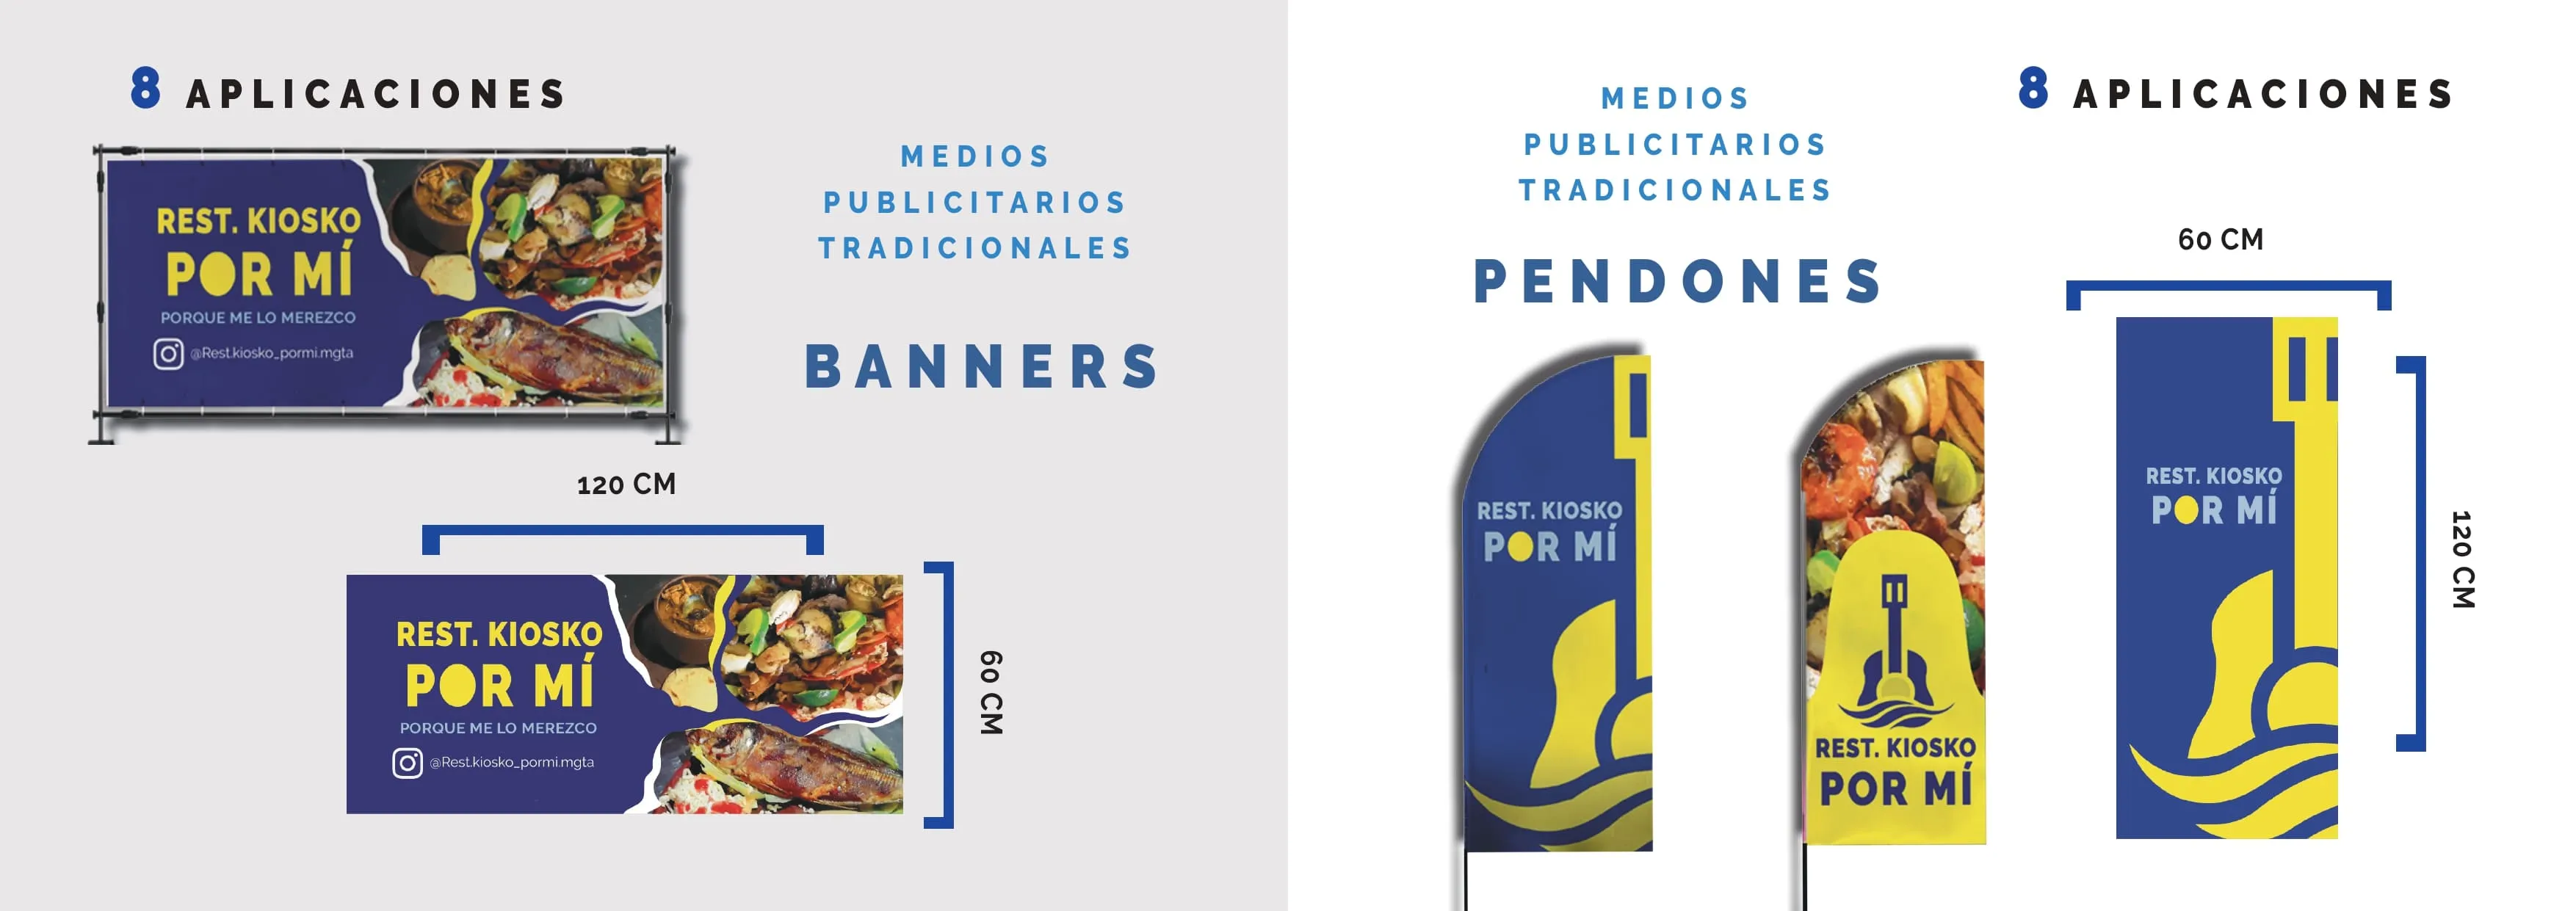 8 APLICACIONES
REST. KIOSKO
POR MÍ
PORQUE ME LO MEREZCO
@Rest.kiosko_pormi.mgta
MEDIOS
PUBLICITARIOS
TRADICIONALES
BANNERS
120 CM
REST. KIOSKO
POR MÍ
PORQUE ME LO MEREZCO
@Rest.kiosko_pormi.mgta
60 CM
MEDIOS
PUBLICITARIOS
TRADICIONALES
PENDONES
8 APLICACIONES
REST. KIOSKO
POR MÍ
REST. KIOSKO
POR MÍ
60 CM
REST. KIOSKO
POR MÍ
120 CM